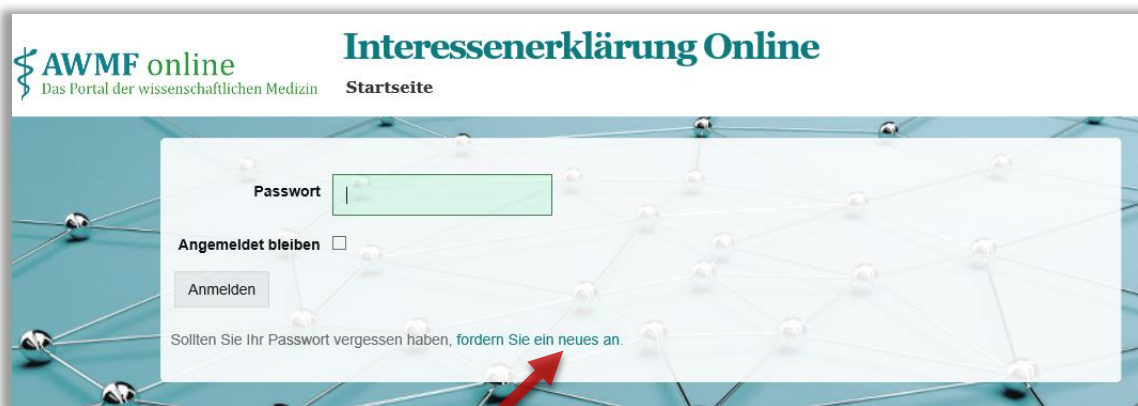 Interessenerklärung Online
AWMF online
Das Portal der wissenschaftlichen Medizin
Startseite
Passwort
Angemeldet bleiben
Anmelden
Sollten Sie Ihr Passwort vergessen haben, fordern Sie ein neues an.